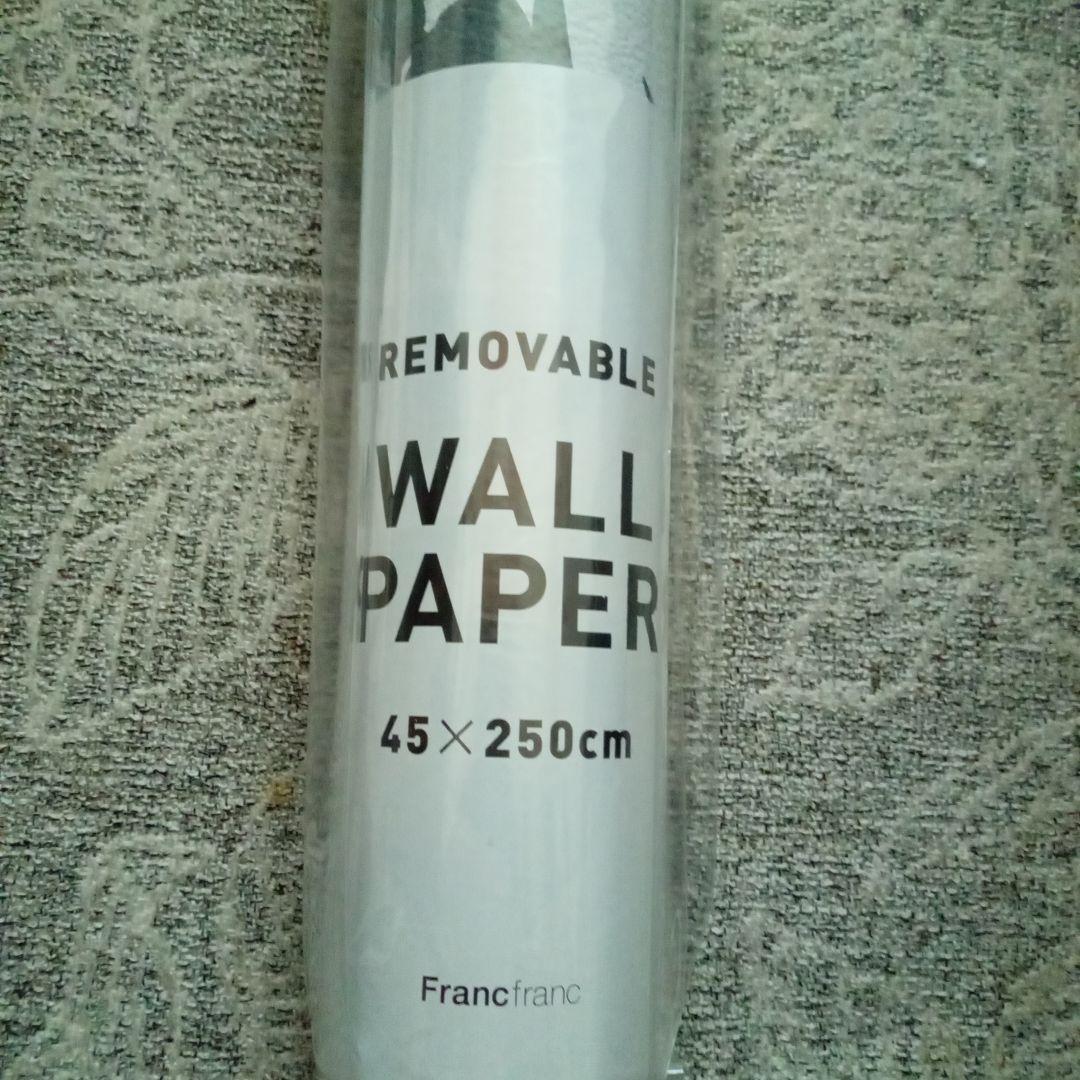 REMOVABLE
WALL
PAPER
45×250cm
Francfranc